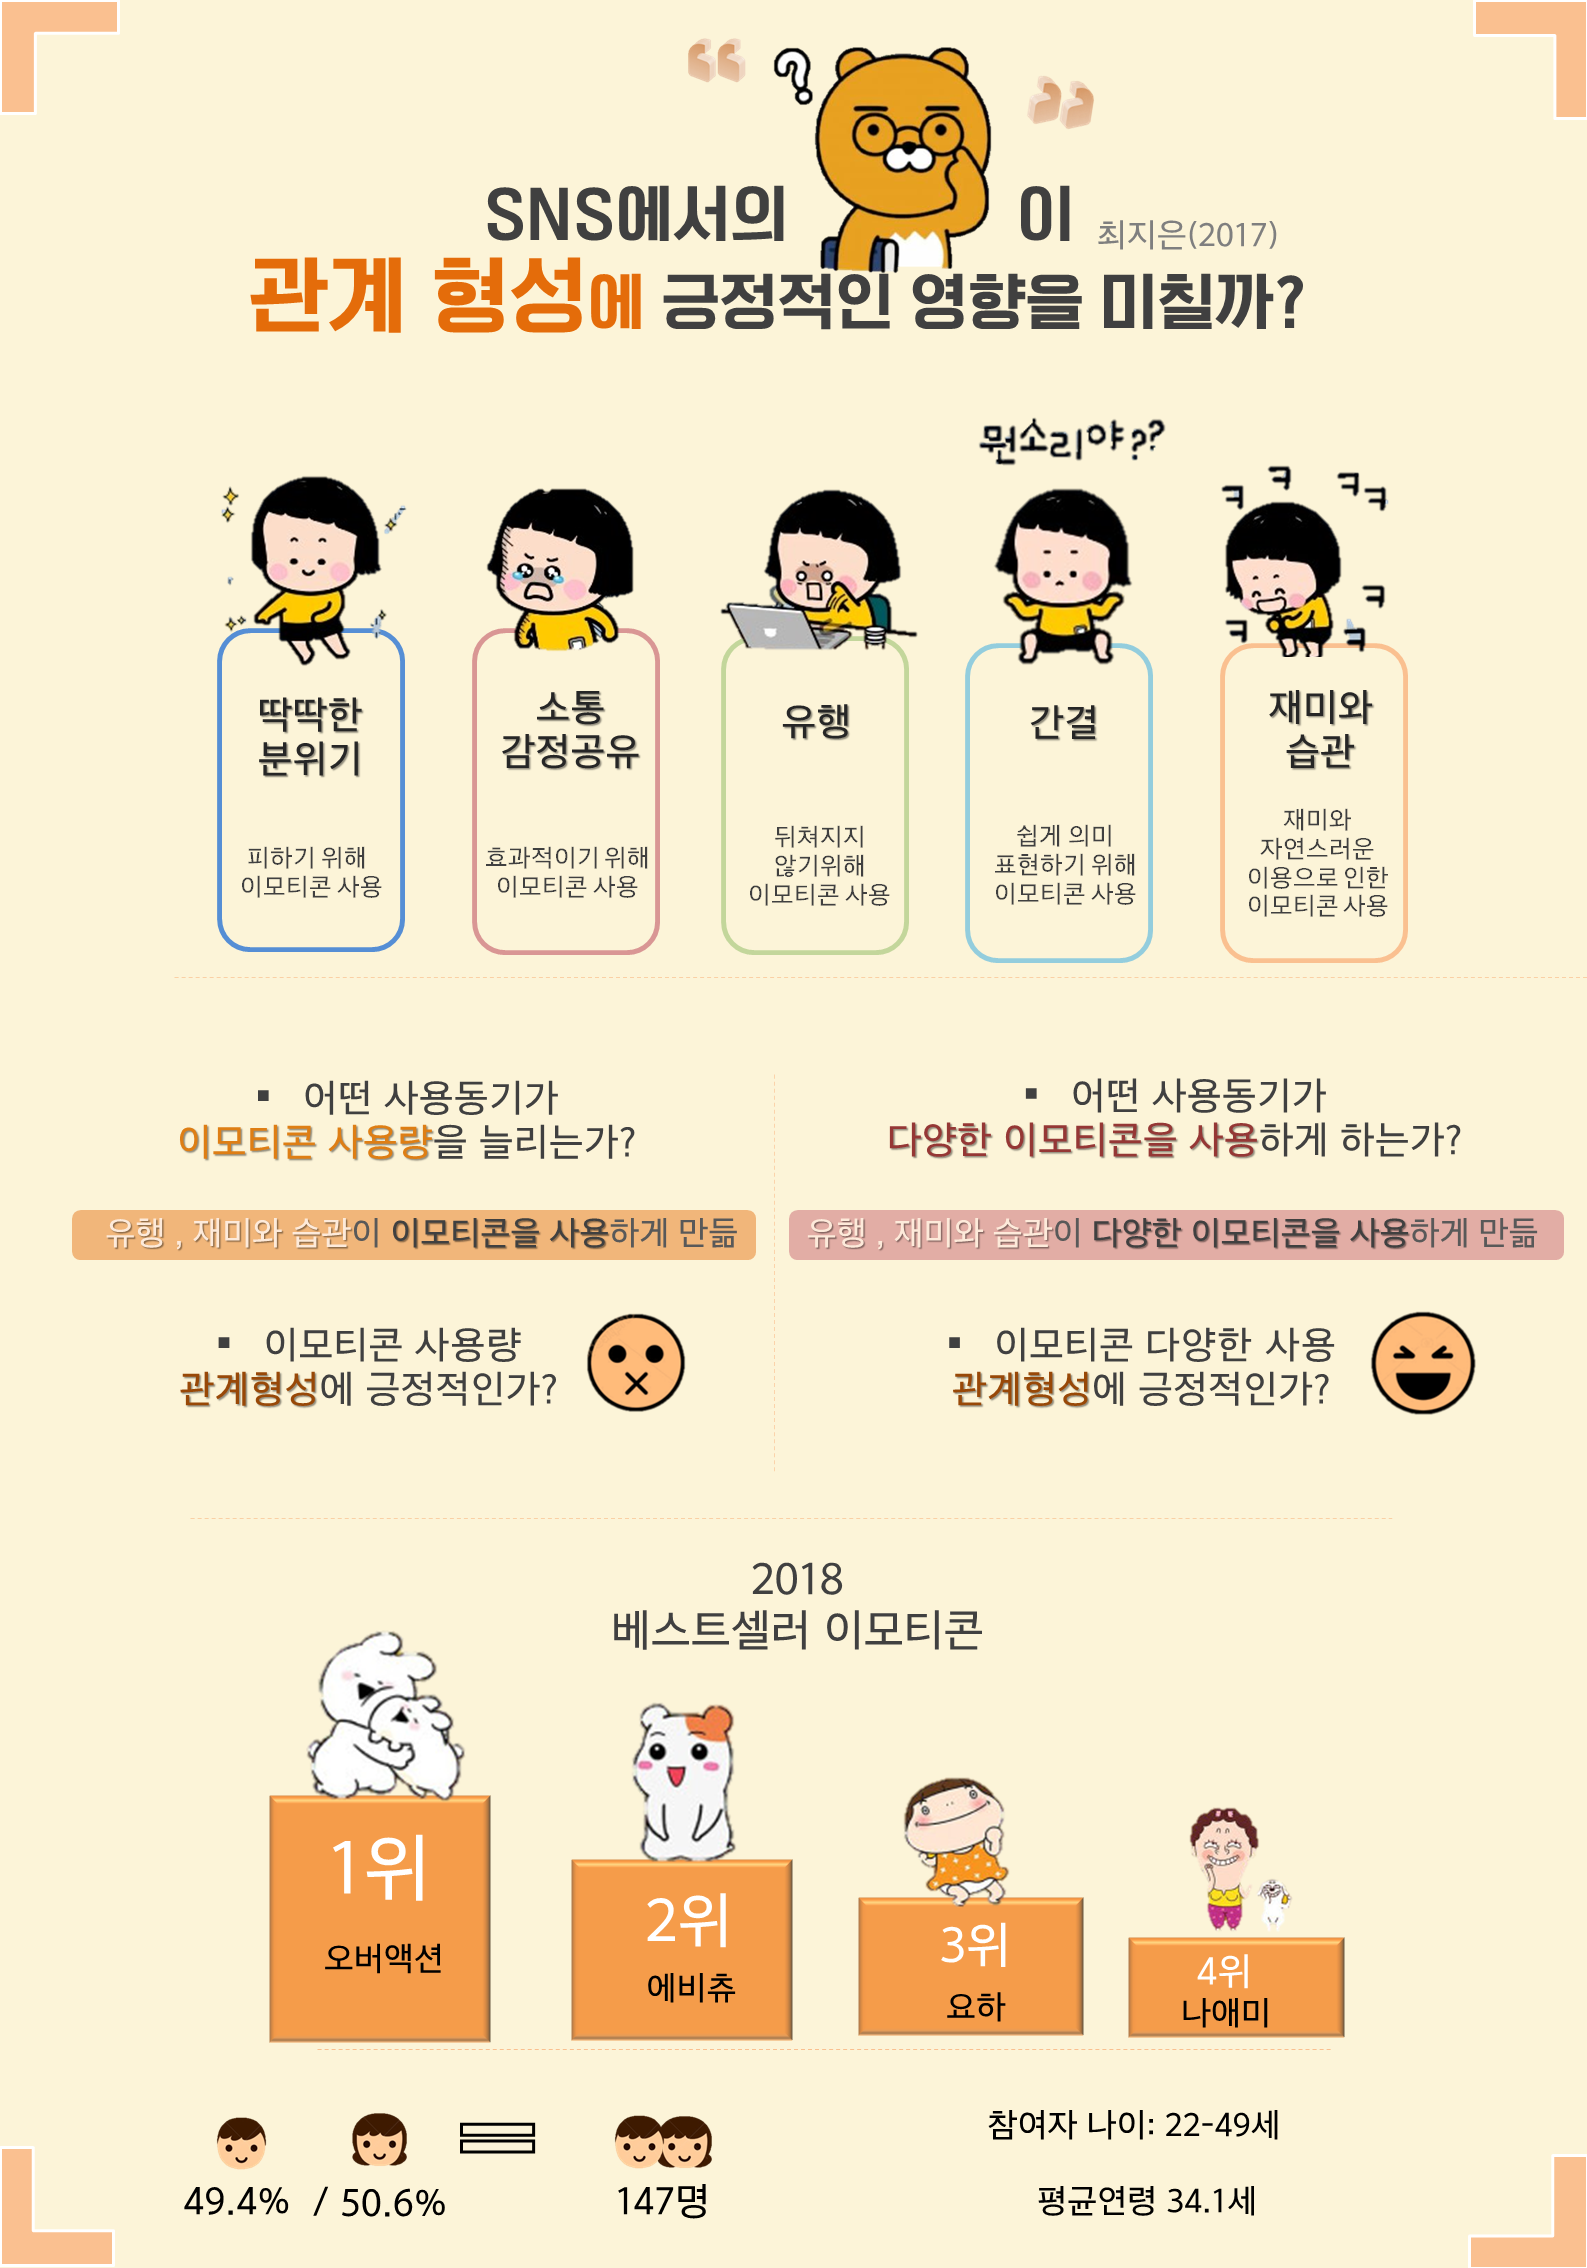 SNS에서의 이 최지은(2017)
관계 형성에 긍정적인 영향을 미칠까?
뭔소리야??
ㅋ ㅋ ㅋㅋ
ㅋ
ㅋ ㅋ
딱딱한
분위기
피하기 위해
이모티콘 사용
소통
감정공유
효과적이기 위해
이모티콘 사용
유행
뒤쳐지지
않기위해
이모티콘 사용
간결
쉽게 의미
표현하기 위해
이모티콘 사용
재미와
습관
재미와
자연스러운
이용으로 인한
이모티콘 사용
▪ 어떤 사용동기가
이모티콘 사용량을 늘리는가?
유행 , 재미와 습관이 이모티콘을 사용하게 만듦
▪ 이모티콘 사용량
관계형성에 긍정적인가?
▪ 어떤 사용동기가
다양한 이모티콘을 사용하게 하는가?
유행 , 재미와 습관이 다양한 이모티콘을 사용하게 만듦
▪ 이모티콘 다양한 사용
관계형성에 긍정적인가?
2018
베스트셀러 이모티콘
1위
오버액션
2위
에비츄
3위
요하
4위
나애미
49.4% / 50.6%
147명
참여자 나이: 22-49세
평균연령 34.1세